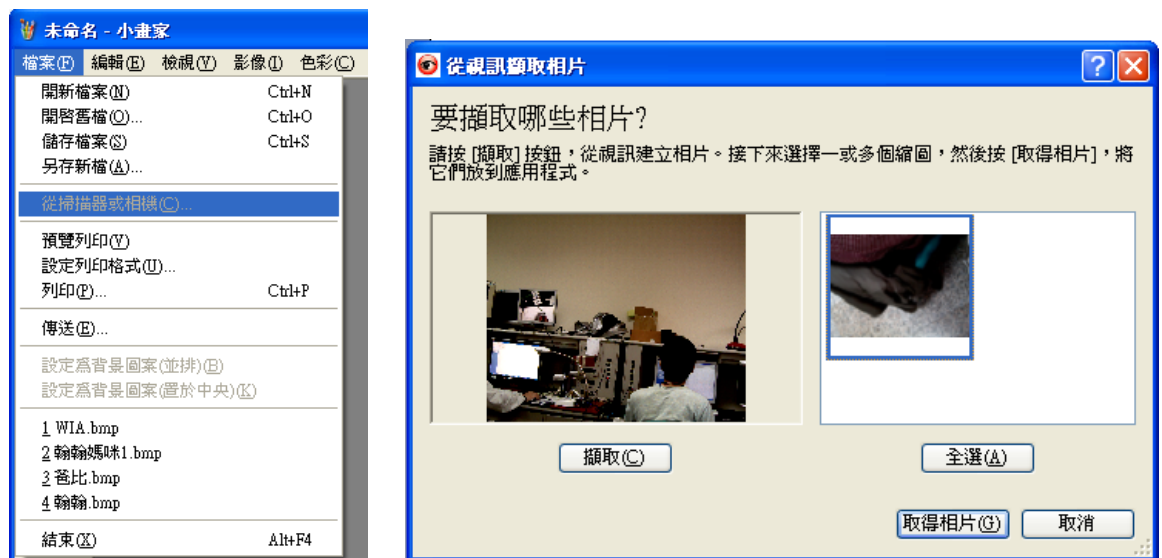 未命名 - 小畫家
檔案(F) 編輯(E) 檢視(V) 影像(I) 色彩(C)
開新檔案(N) Ctrl+N
開啓舊檔(O)... Ctrl+O
儲存檔案(S) Ctrl+S
另存新檔(A)...
從掃描器或相機(C)...
預覽列印(V)
設定列印格式(U)...
列印(P)... Ctrl+P
傳送(E)...
設定爲背景圖案(並排)(B)
設定爲背景圖案(置於中央)(K)
1 WIA.bmp
2 翰翰媽咪1.bmp
3 爸比.bmp
4 翰翰.bmp
結束(X) Alt+F4
從視訊擷取相片
要擷取哪些相片?
請按 [擷取] 按鈕，從視訊建立相片。接下來選擇一或多個縮圖，然後按 [取得相片]，將
它們放到應用程式。
擷取(C)
全選(A)
取得相片(G)
取消